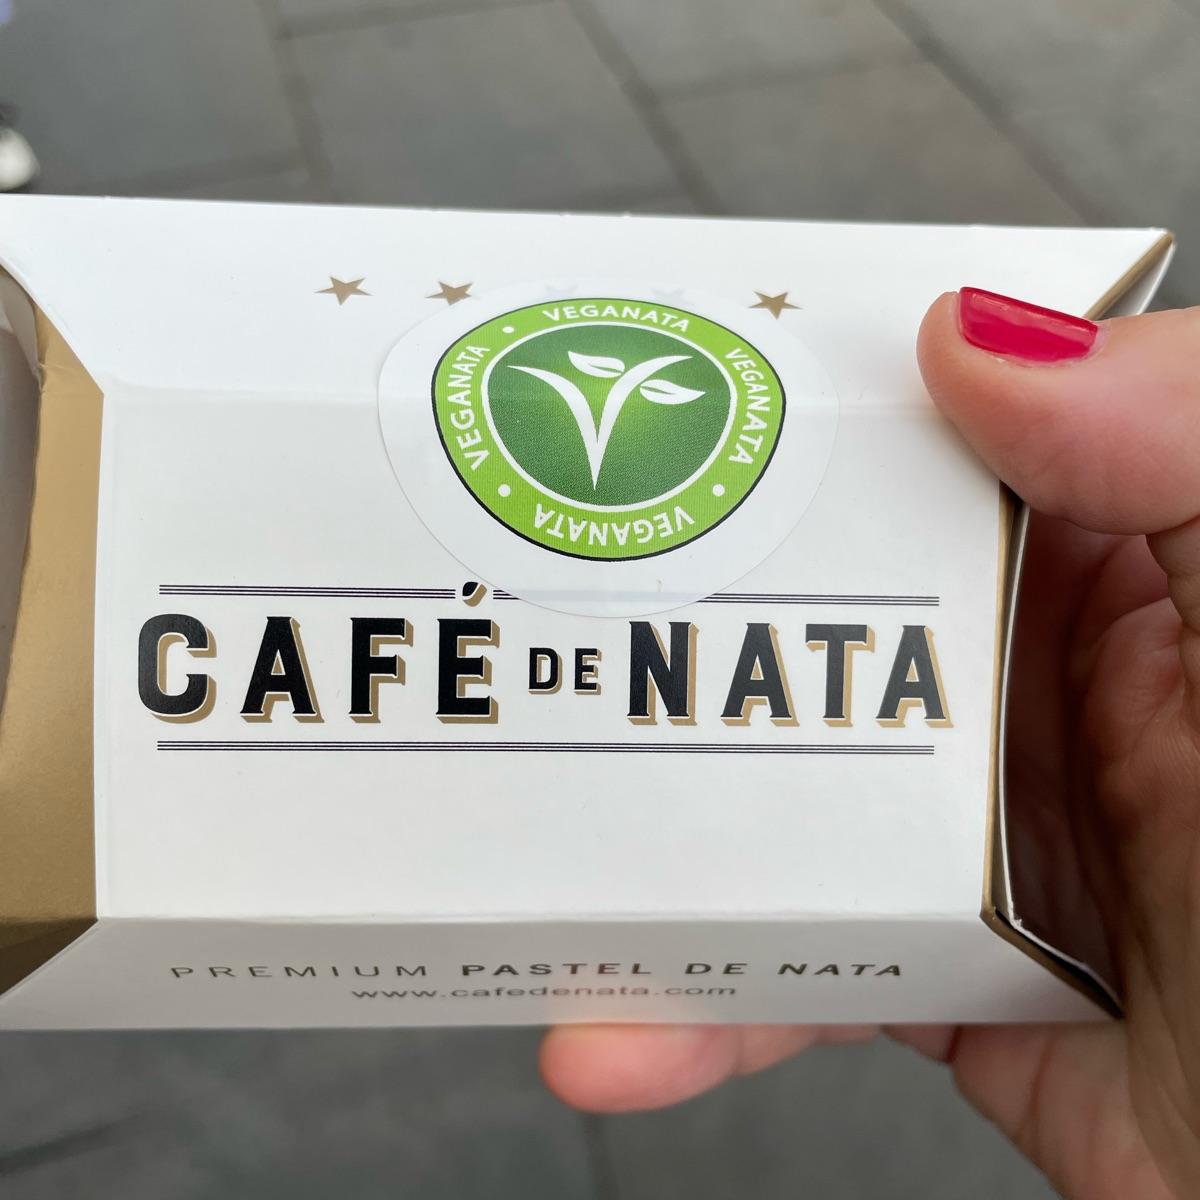 VEGANATA
VEGANATA
VEGANATA
VEGANATA
CAFÉ DE NATA
PREMIUM PASTEL DE NATA
www.cafedenata.com